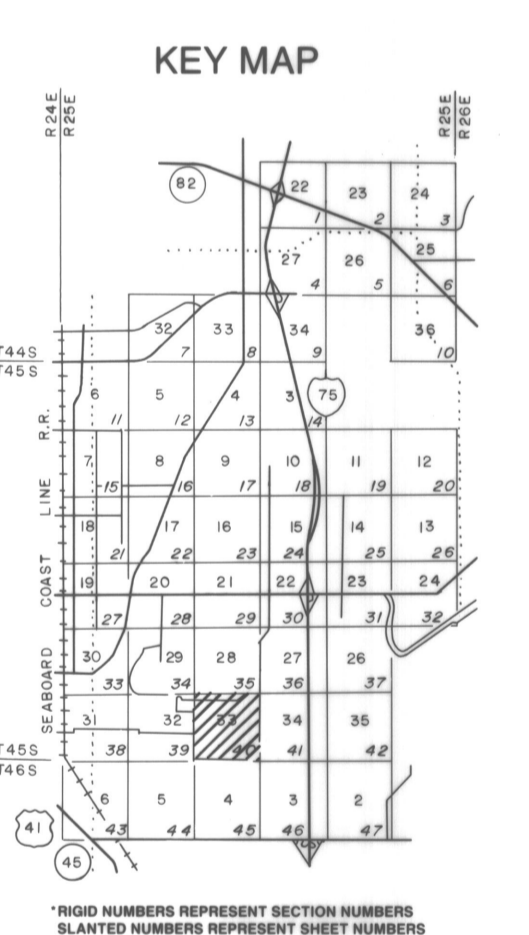 KEY MAP
R24E R25E R25E R26E
82
22 23 24
1 2 3
25
27 26
4 5 6
32 33 34 36
7 8 9 10
T44S
T45S
6 5 4 3 75
11 12 13 14
7 8 9 10 11 12
15 16 17 18 19 20
18 17 16 15 14 13
21 22 23 24 25 26
19 20 21 22 23 24
27 28 29 30 31 32
30 29 28 27 26
33 34 35 36 37
31 32 33 34 35
38 39 40 41 42
T45S
T46S
6 5 4 3 2
43 44 45 46 47
41
45
SEABOARD COAST LINE R.R.
*RIGID NUMBERS REPRESENT SECTION NUMBERS
SLANTED NUMBERS REPRESENT SHEET NUMBERS